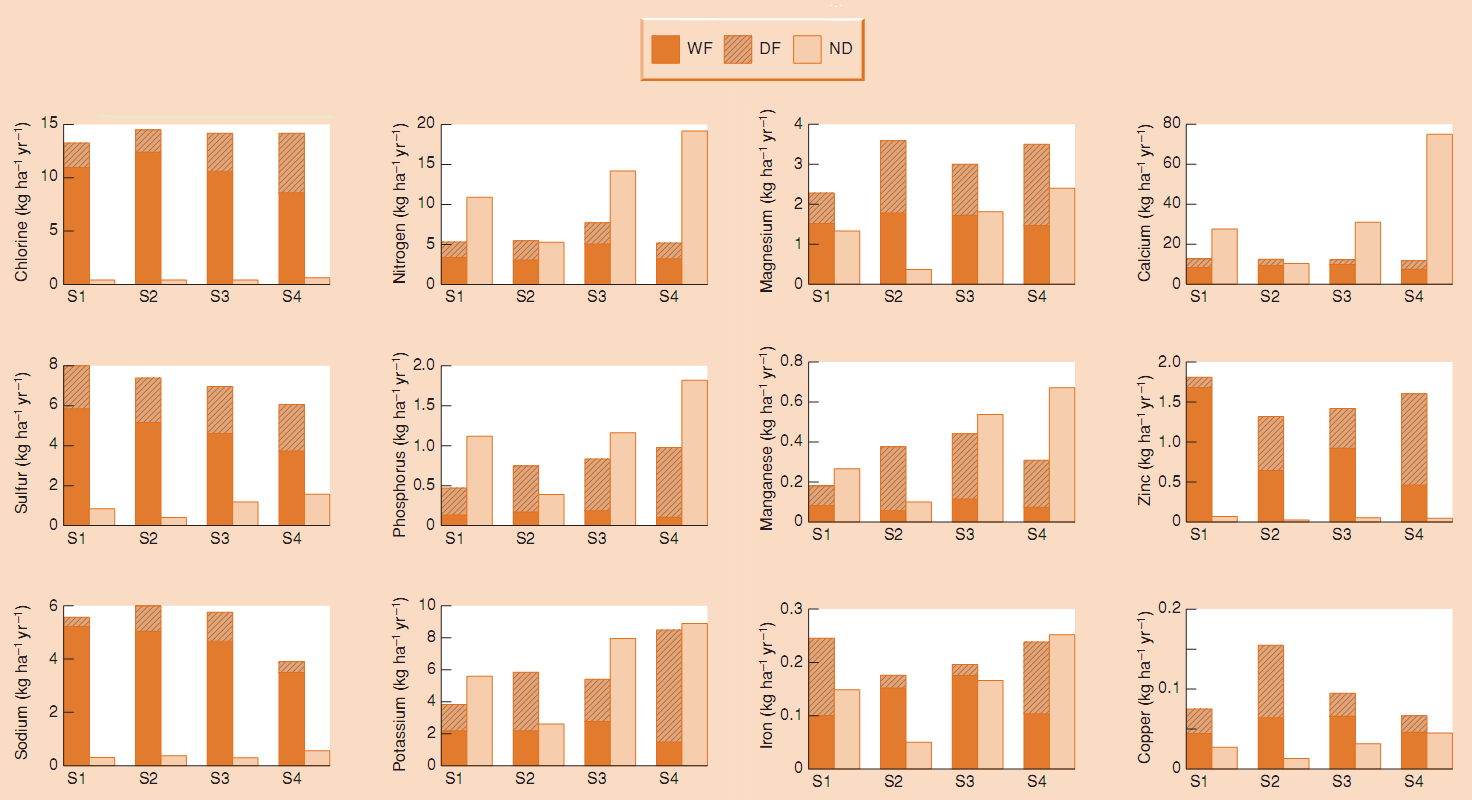 WF DF ND
Chlorine (kg ha⁻¹ yr⁻¹)
15
10
5
0
S1 S2 S3 S4
Nitrogen (kg ha⁻¹ yr⁻¹)
20
15
10
5
0
S1 S2 S3 S4
Magnesium (kg ha⁻¹ yr⁻¹)
4
3
2
1
0
S1 S2 S3 S4
Calcium (kg ha⁻¹ yr⁻¹)
80
60
40
20
0
S1 S2 S3 S4
Sulfur (kg ha⁻¹ yr⁻¹)
8
6
4
2
0
S1 S2 S3 S4
Phosphorus (kg ha⁻¹ yr⁻¹)
2.0
1.5
1.0
0.5
0
S1 S2 S3 S4
Manganese (kg ha⁻¹ yr⁻¹)
0.8
0.6
0.4
0.2
0
S1 S2 S3 S4
Zinc (kg ha⁻¹ yr⁻¹)
2.0
1.5
1.0
0.5
0
S1 S2 S3 S4
Sodium (kg ha⁻¹ yr⁻¹)
6
4
2
0
S1 S2 S3 S4
Potassium (kg ha⁻¹ yr⁻¹)
10
8
6
4
2
0
S1 S2 S3 S4
Iron (kg ha⁻¹ yr⁻¹)
0.3
0.2
0.1
0
S1 S2 S3 S4
Copper (kg ha⁻¹ yr⁻¹)
0.2
0.1
0
S1 S2 S3 S4